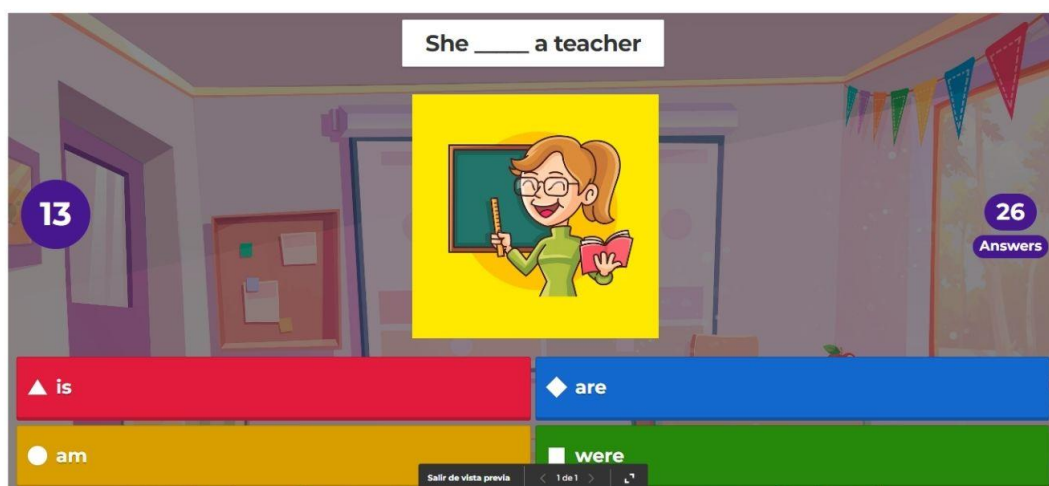 She _____ a teacher
13
26
Answers
is
are
am
were
Salir de vista previa
1 de 1